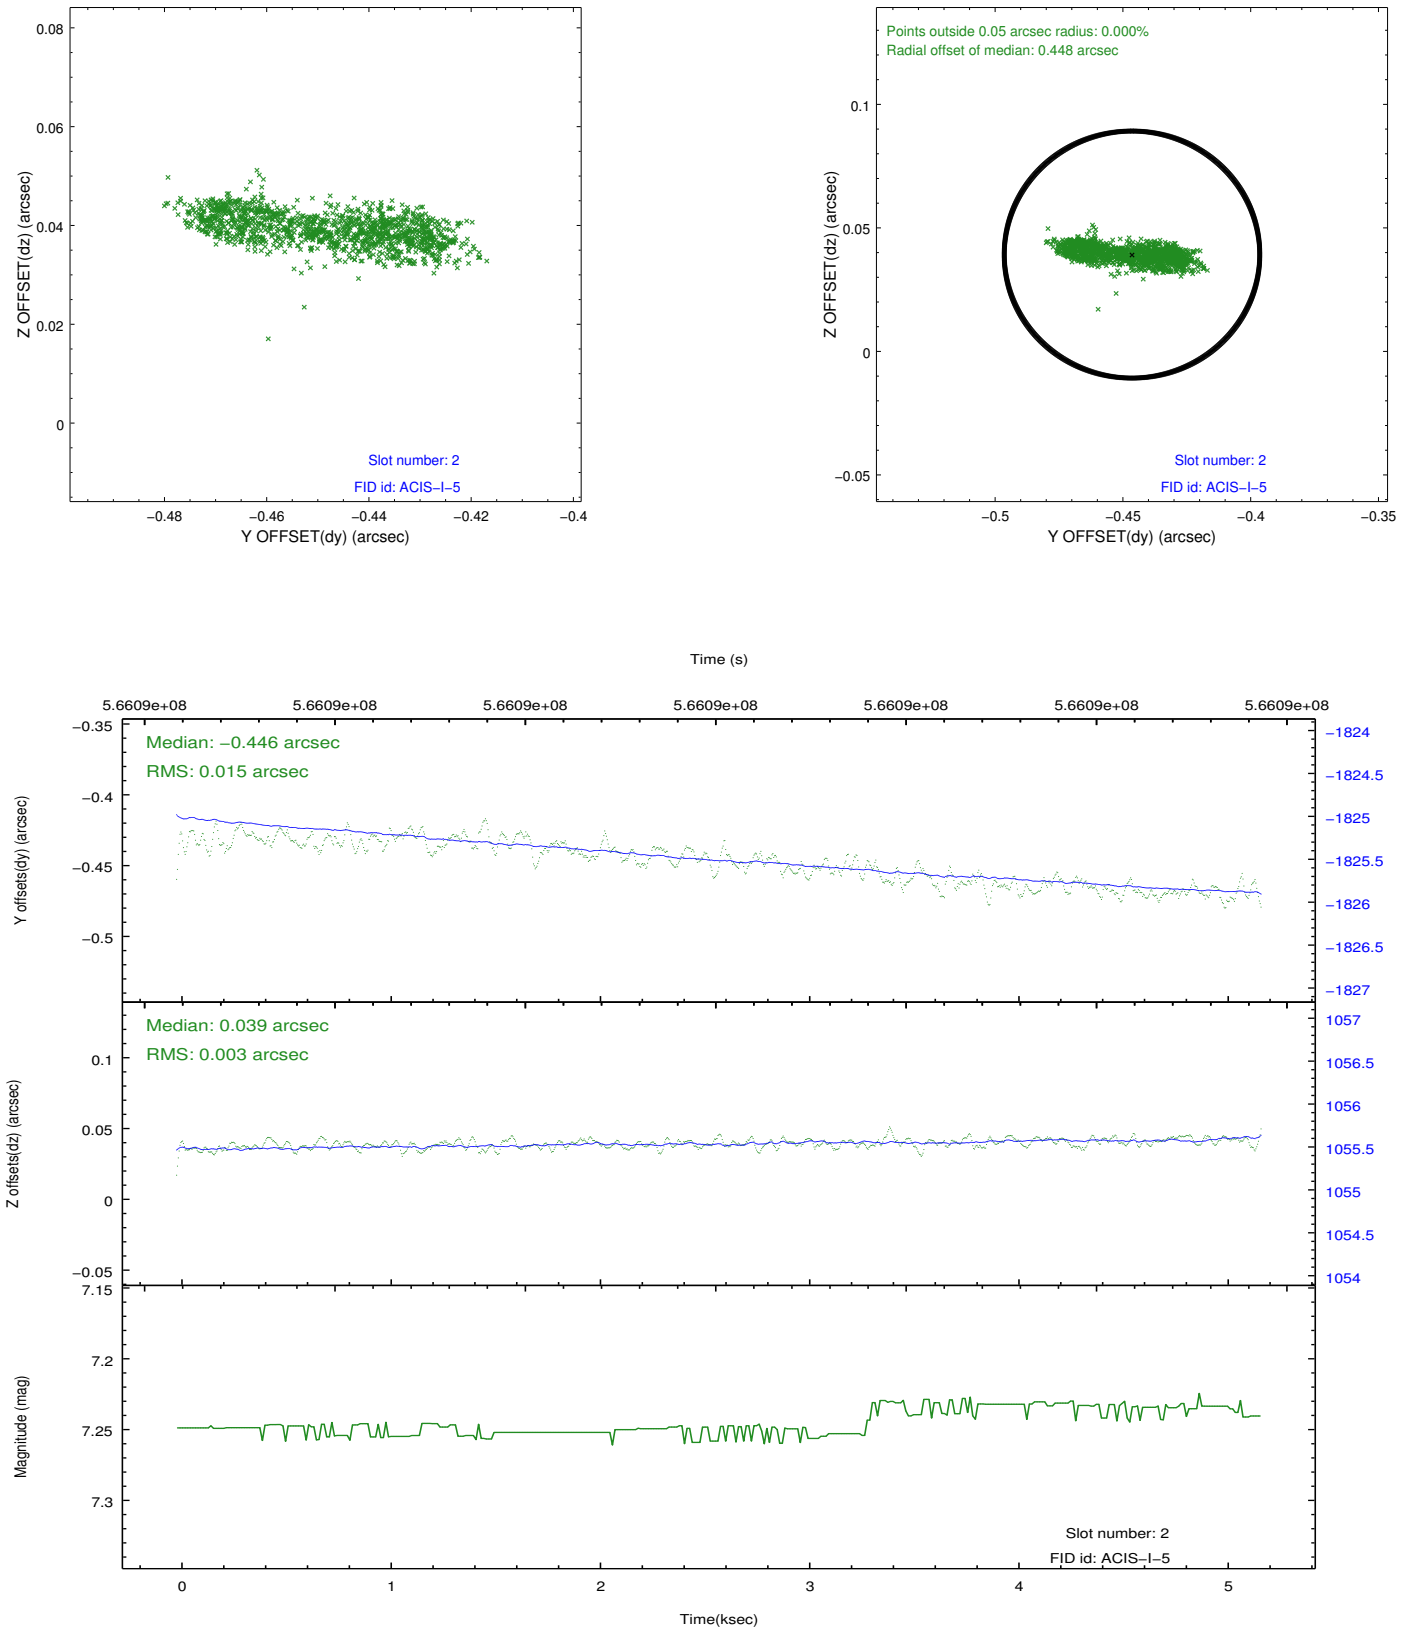 0.08
0.06
0.04
0.02
0
Z OFFSET(dz) (arcsec)
Slot number: 2
FID id: ACIS−I−5
−0.48
−0.46
−0.44
−0.42
−0.4
Y OFFSET(dy) (arcsec)
Points outside 0.05 arcsec radius: 0.000%
Radial offset of median: 0.448 arcsec
0.1
0.05
0
−0.05
Z OFFSET(dz) (arcsec)
Slot number: 2
FID id: ACIS−I−5
−0.5
−0.45
−0.4
−0.35
Y OFFSET(dy) (arcsec)
Time (s)
5.6609e+08 5.6609e+08 5.6609e+08 5.6609e+08 5.6609e+08 5.6609e+08 5.6609e+08
−0.35
−0.4
−0.45
−0.5
Y offsets(dy) (arcsec)
Median: −0.446 arcsec
RMS: 0.015 arcsec
−1824
−1824.5
−1825
−1825.5
−1826
−1826.5
−1827
0.1
0.05
0
−0.05
Z offsets(dz) (arcsec)
Median: 0.039 arcsec
RMS: 0.003 arcsec
1057
1056.5
1056
1055.5
1055
1054.5
1054
7.15
7.2
7.25
7.3
Magnitude (mag)
Slot number: 2
FID id: ACIS−I−5
0 1 2 3 4 5
Time(ksec)